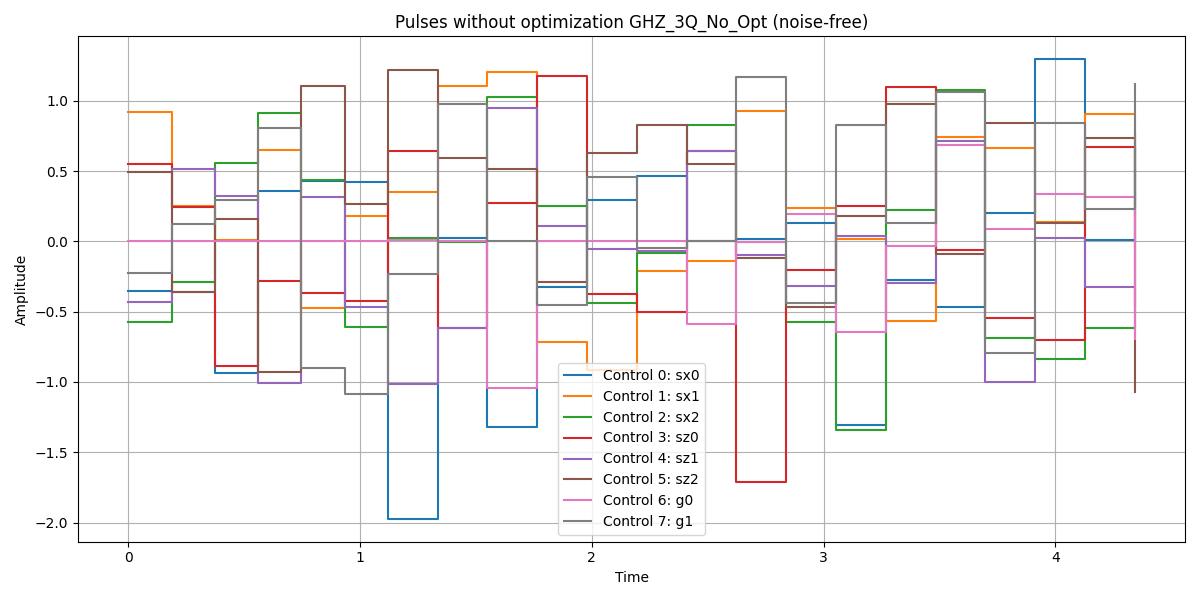 Pulses without optimization GHZ_3Q_No_Opt (noise-free)
1.0
0.5
0.0
−0.5
−1.0
−1.5
−2.0
Amplitude
Control 0: sx0
Control 1: sx1
Control 2: sx2
Control 3: sz0
Control 4: sz1
Control 5: sz2
Control 6: g0
Control 7: g1
0 1 2 3 4
Time